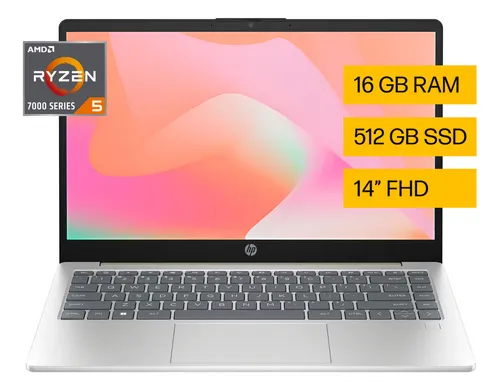 AMD
RYZEN
7000 SERIES 5
16 GB RAM
512 GB SSD
14” FHD
hp